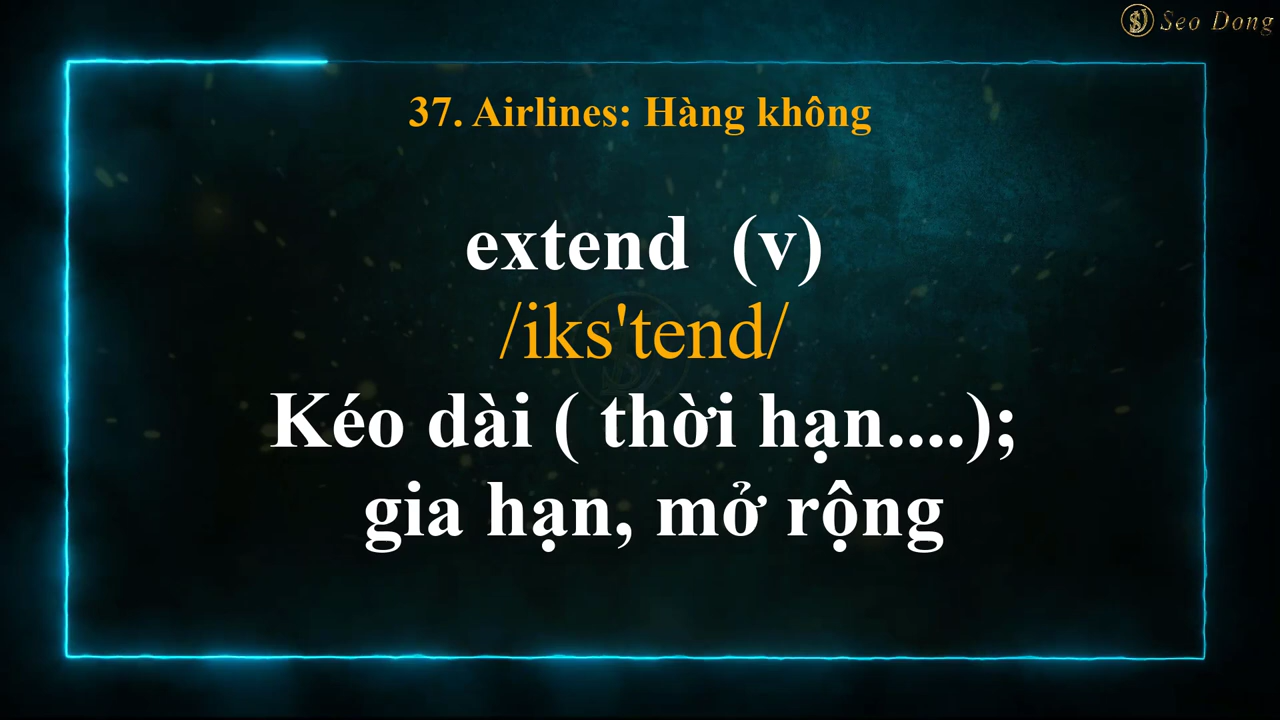 Seo Dong
37. Airlines: Hàng không
extend (v)
/iks'tend/
Kéo dài ( thời hạn....);
gia hạn, mở rộng